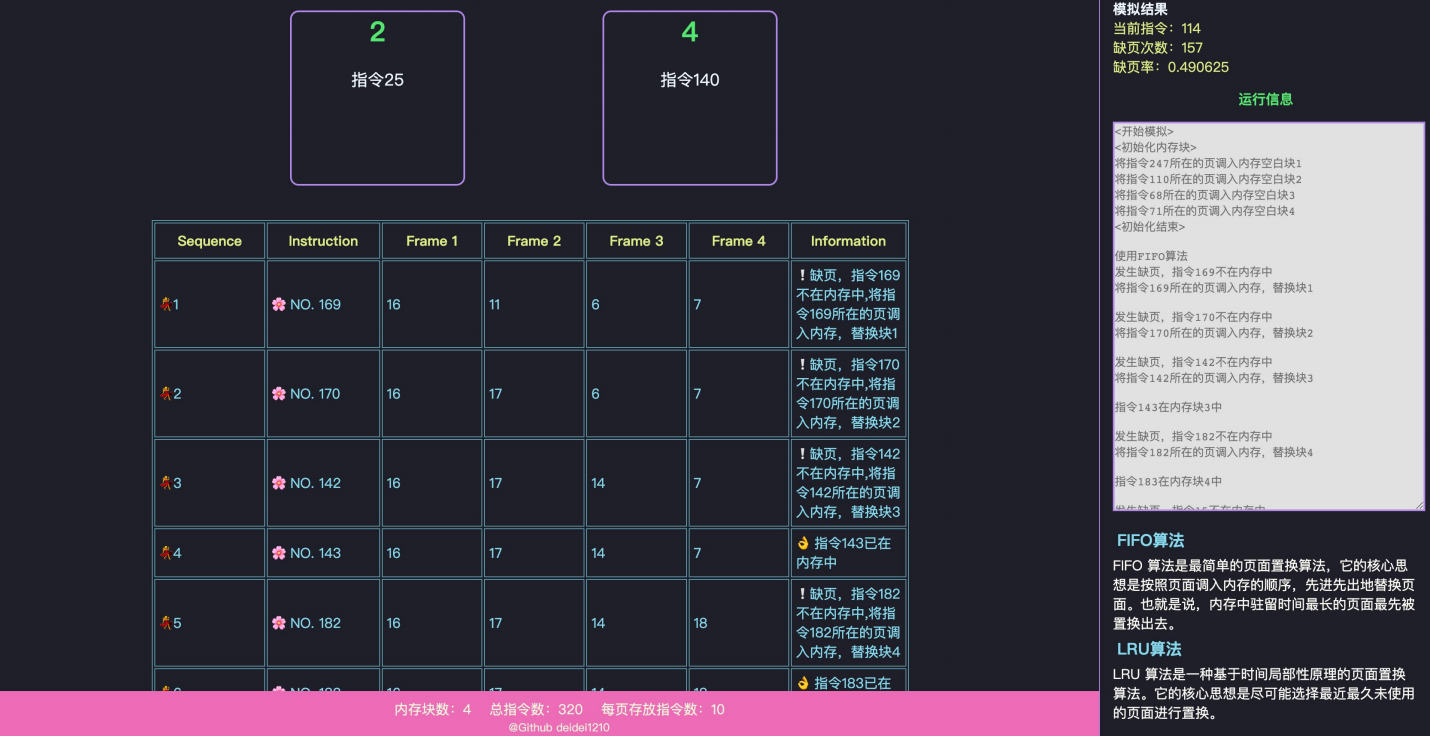 2
指令25
4
指令140
Sequence Instruction Frame 1 Frame 2 Frame 3 Frame 4 Information
1 NO. 169 16 11 6 7 ❗缺页，指令169
不在内存中,将指
令169所在的页调
入内存，替换块1
2 NO. 170 16 17 6 7 ❗缺页，指令170
不在内存中,将指
令170所在的页调
入内存，替换块2
3 NO. 142 16 17 14 7 ❗缺页，指令142
不在内存中,将指
令142所在的页调
入内存，替换块3
4 NO. 143 16 17 14 7 👌 指令143已在
内存中
5 NO. 182 16 17 14 18 ❗缺页，指令182
不在内存中,将指
令182所在的页调
入内存，替换块4
👌 指令183已在
内存块数：4 总指令数：320 每页存放指令数：10
@Github deldel1210
模拟结果
当前指令：114
缺页次数：157
缺页率：0.490625
运行信息
<开始模拟>
<初始化内存块>
将指令247所在的页调入内存空白块1
将指令110所在的页调入内存空白块2
将指令68所在的页调入内存空白块3
将指令71所在的页调入内存空白块4
<初始化结束>
使用FIFO算法
发生缺页，指令169不在内存中
将指令169所在的页调入内存，替换块1
发生缺页，指令170不在内存中
将指令170所在的页调入内存，替换块2
发生缺页，指令142不在内存中
将指令142所在的页调入内存，替换块3
指令143在内存块3中
发生缺页，指令182不在内存中
将指令182所在的页调入内存，替换块4
指令183在内存块4中
FIFO算法
FIFO 算法是最简单的页面置换算法，它的核心思
想是按照页面调入内存的顺序，先进先出地替换页
面。也就是说，内存中驻留时间最长的页面最先被
置换出去。
LRU算法
LRU 算法是一种基于时间局部性原理的页面置换
算法。它的核心思想是尽可能选择最近最久未使用
的页面进行置换。